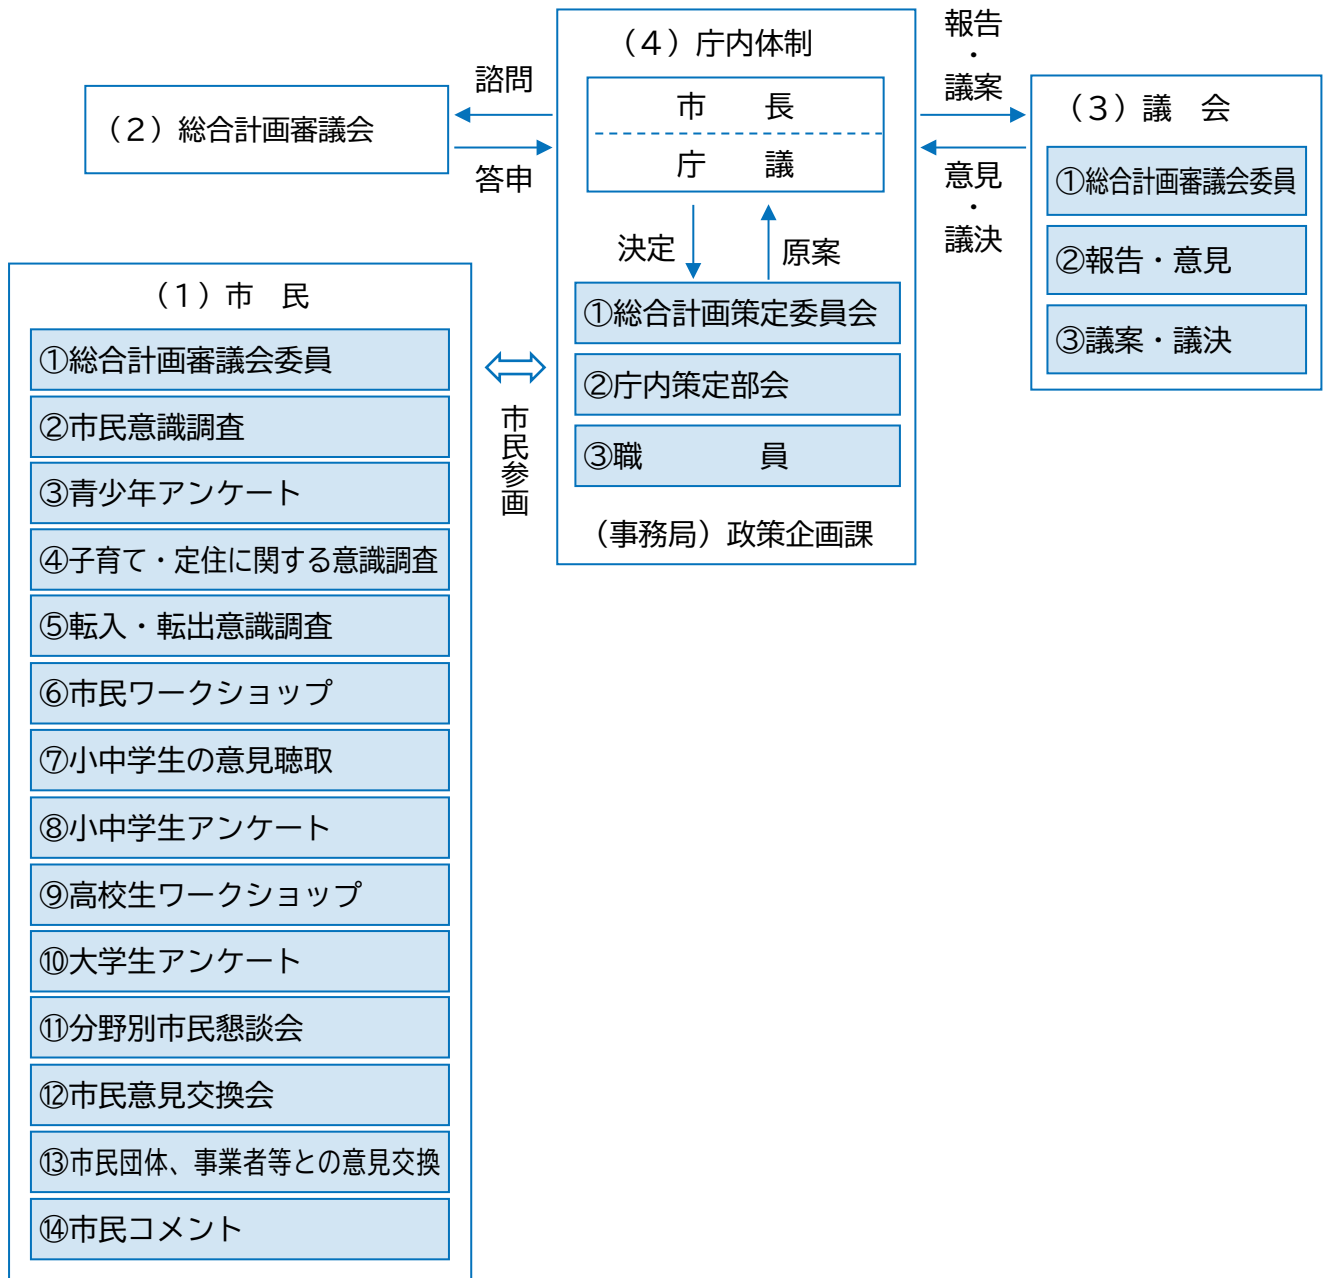 （４）庁内体制
市　　長
庁　　議
決定
原案
①総合計画策定委員会
②庁内策定部会
③職　　　　員
（事務局）政策企画課
諮問
答申
（２）総合計画審議会
報告
・
議案
意見
・
議決
（３）議　会
①総合計画審議会委員
②報告・意見
③議案・議決
市民参画
（１）市　民
①総合計画審議会委員
②市民意識調査
③青少年アンケート
④子育て・定住に関する意識調査
⑤転入・転出意識調査
⑥市民ワークショップ
⑦小中学生の意見聴取
⑧小中学生アンケート
⑨高校生ワークショップ
⑩大学生アンケート
⑪分野別市民懇談会
⑫市民意見交換会
⑬市民団体、事業者等との意見交換
⑭市民コメント